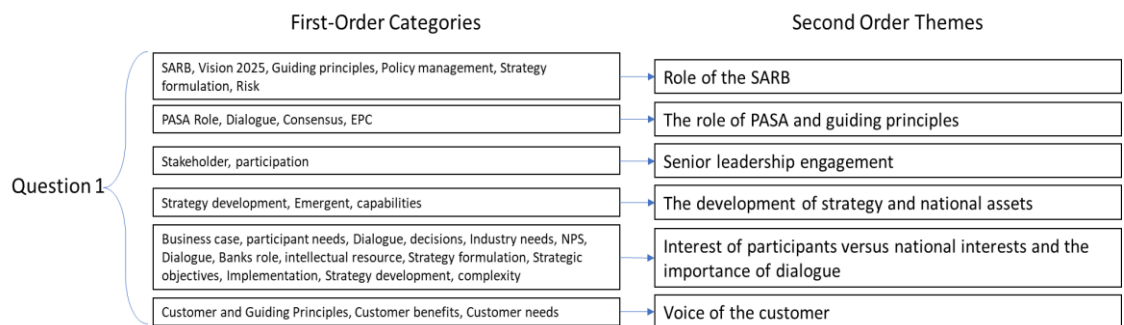 First-Order Categories
Second Order Themes
Question 1
SARB, Vision 2025, Guiding principles, Policy management, Strategy
formulation, Risk
Role of the SARB
PASA Role, Dialogue, Consensus, EPC
The role of PASA and guiding principles
Stakeholder, participation
Senior leadership engagement
Strategy development, Emergent, capabilities
The development of strategy and national assets
Business case, participant needs, Dialogue, decisions, Industry needs, NPS,
Dialogue, Banks role, intellectual resource, Strategy formulation, Strategic
objectives, Implementation, Strategy development, complexity
Interest of participants versus national interests and the
importance of dialogue
Customer and Guiding Principles, Customer benefits, Customer needs
Voice of the customer